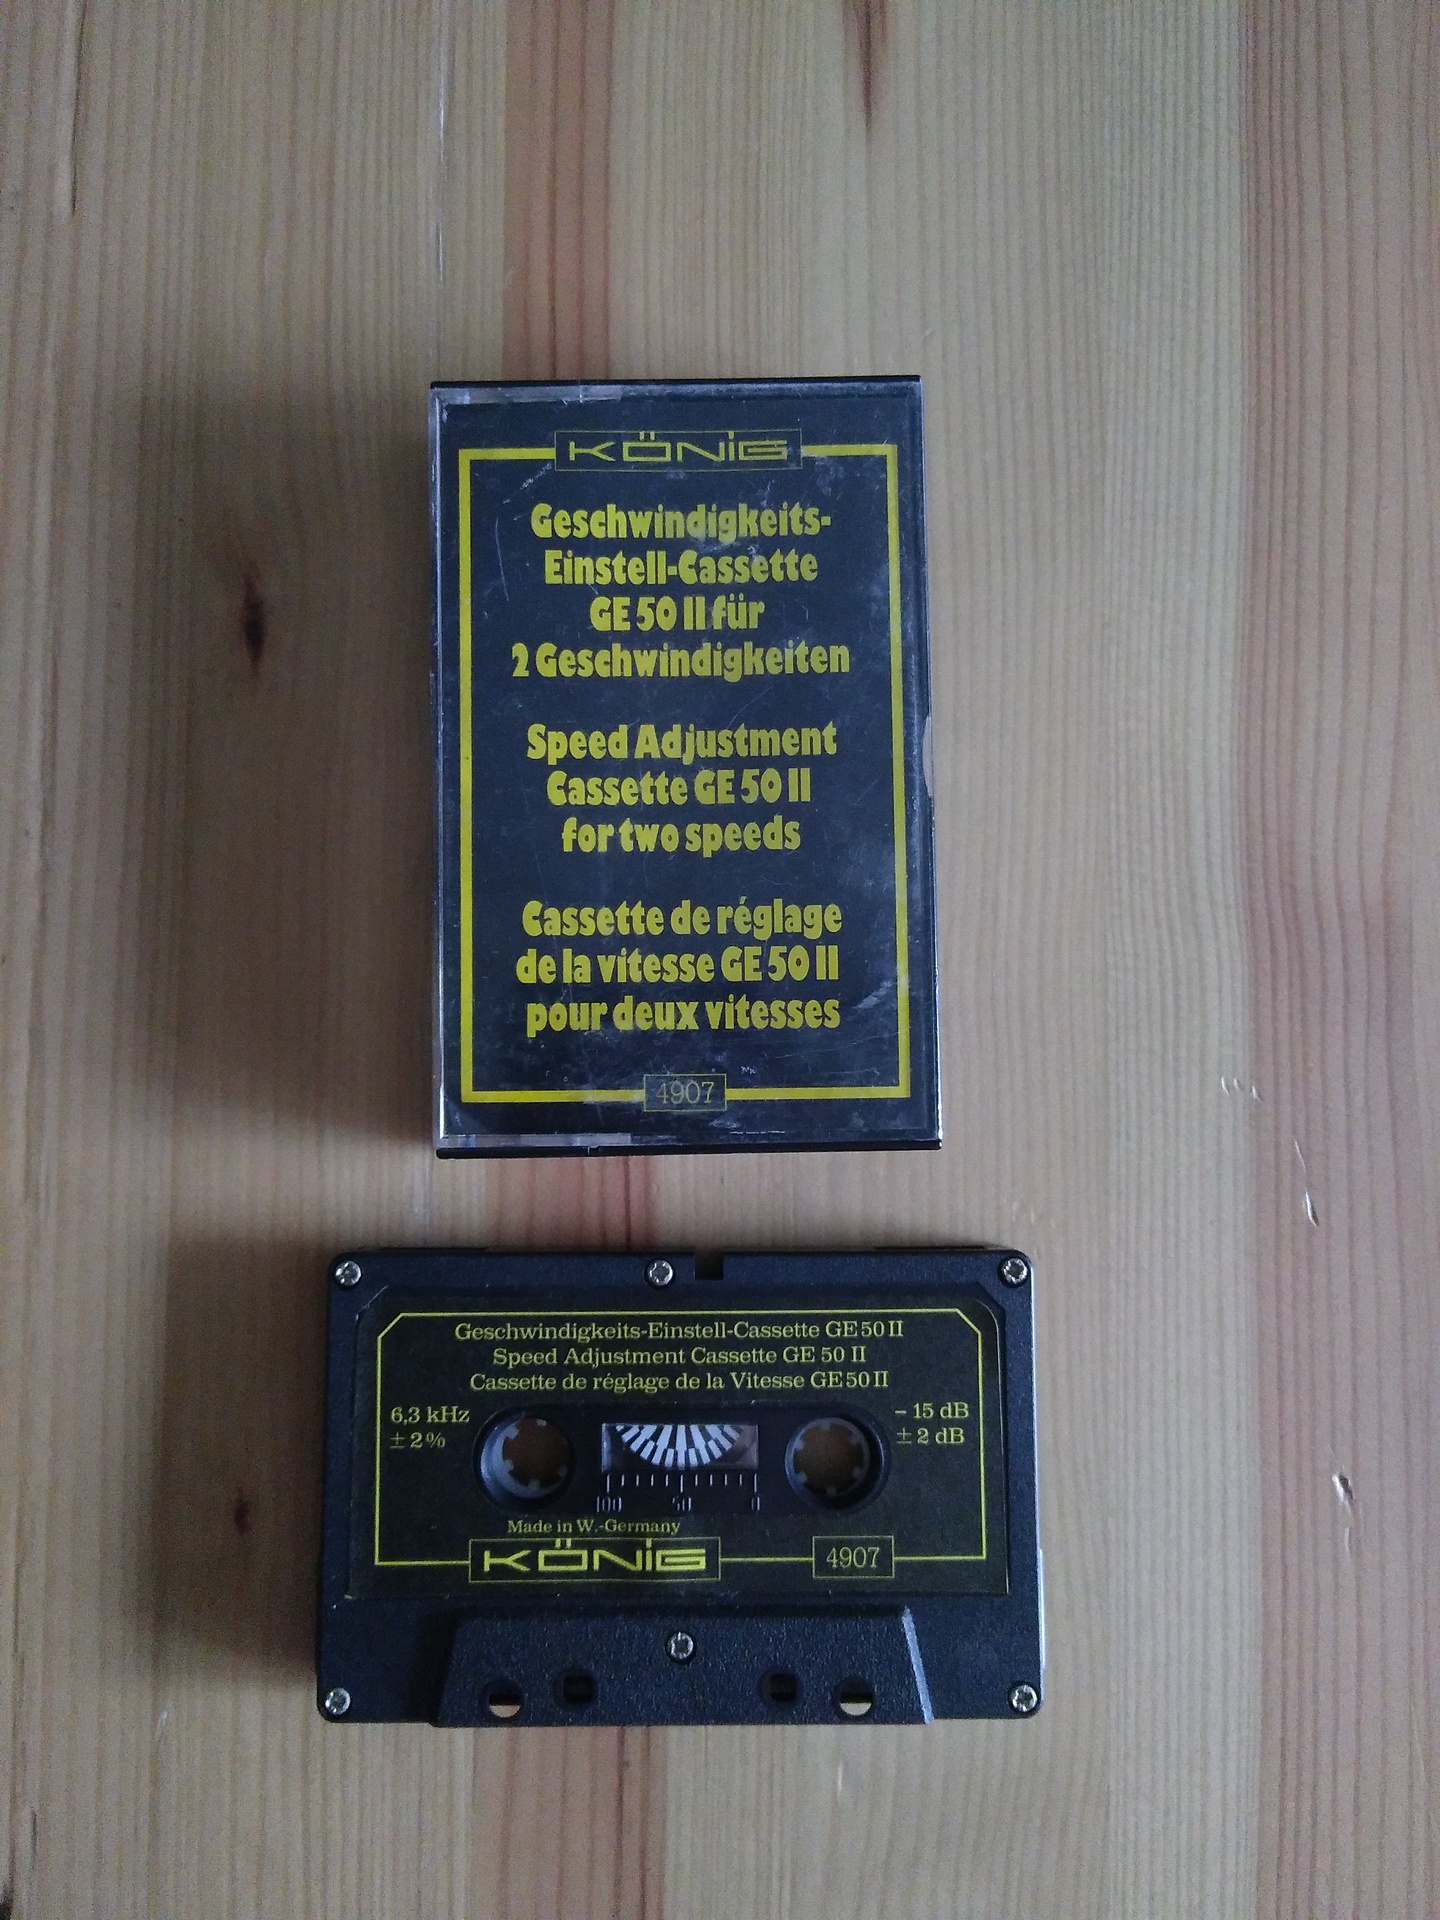 KÖNIG
Geschwindigkeits-
Einstell-Cassette
GE 50 II für
2 Geschwindigkeiten
Speed Adjustment
Cassette GE 50 II
for two speeds
Cassette de réglage
de la vitesse GE 50 II
pour deux vitesses
4907
Geschwindigkeits-Einstell-Cassette GE 50 II
Speed Adjustment Cassette GE 50 II
Cassette de réglage de la Vitesse GE 50 II
6,3 kHz
± 2%
– 15 dB
± 2 dB
100 50 0
Made in W.-Germany
KÖNIG
4907